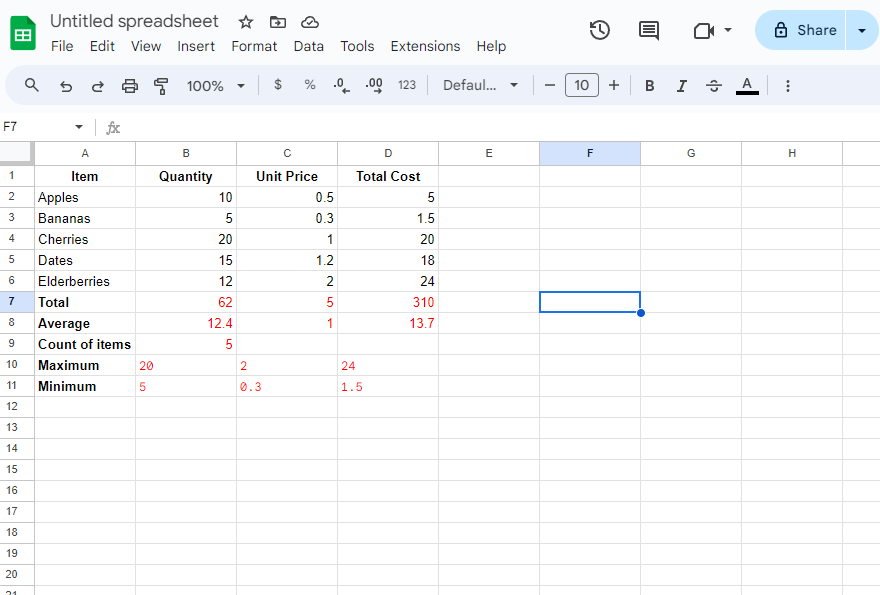 Untitled spreadsheet
File Edit View Insert Format Data Tools Extensions Help
Share
100% $ % .0 .00 123 Defaul... 10 B I S A
F7 fx
A B C D E F G H
1 Item Quantity Unit Price Total Cost
2 Apples 10 0.5 5
3 Bananas 5 0.3 1.5
4 Cherries 20 1 20
5 Dates 15 1.2 18
6 Elderberries 12 2 24
7 Total 62 5 310
8 Average 12.4 1 13.7
9 Count of items 5
10 Maximum 20 2 24
11 Minimum 5 0.3 1.5
12
13
14
15
16
17
18
19
20
21